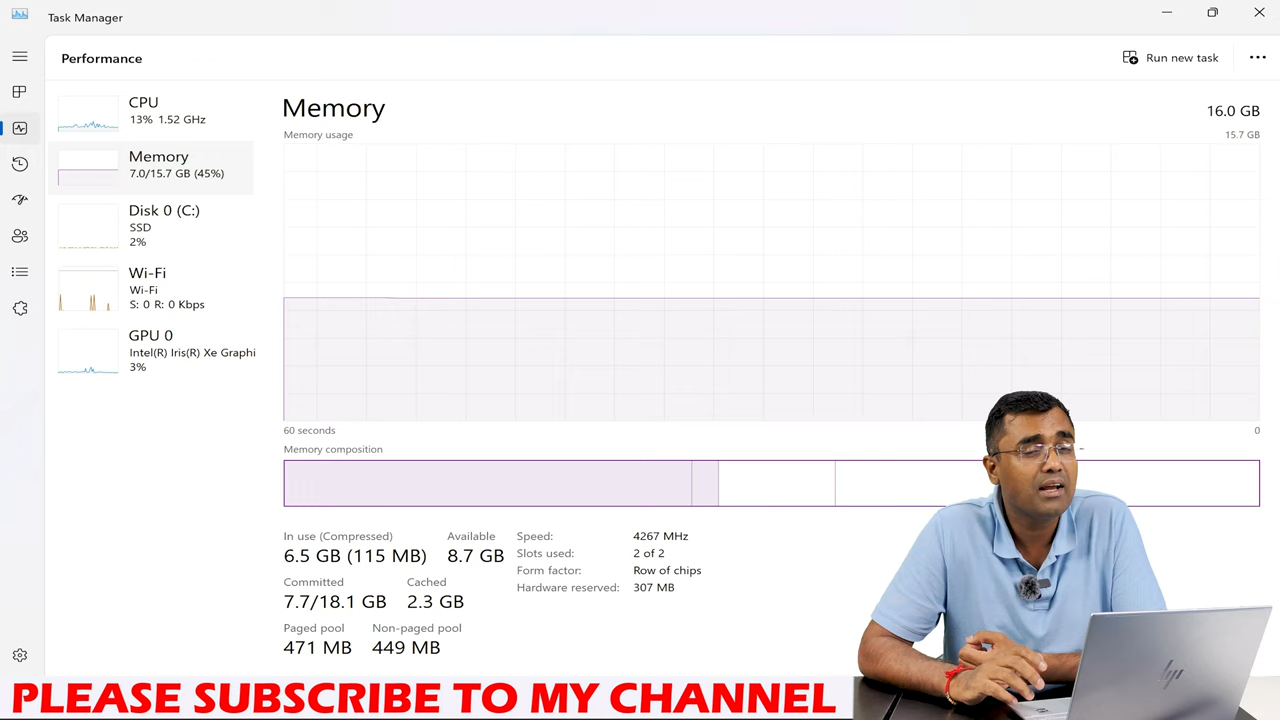 Task Manager
Performance
Run new task
CPU
13% 1.52 GHz
Memory
7.0/15.7 GB (45%)
Disk 0 (C:)
SSD
2%
Wi-Fi
Wi-Fi
S: 0 R: 0 Kbps
GPU 0
Intel(R) Iris(R) Xe Graphi
3%
Memory
16.0 GB
Memory usage
15.7 GB
60 seconds
0
Memory composition
In use (Compressed)
6.5 GB (115 MB)
Available
8.7 GB
Committed
7.7/18.1 GB
Cached
2.3 GB
Paged pool
471 MB
Non-paged pool
449 MB
Speed: 4267 MHz
Slots used: 2 of 2
Form factor: Row of chips
Hardware reserved: 307 MB
hp
PLEASE SUBSCRIBE TO MY CHANNEL